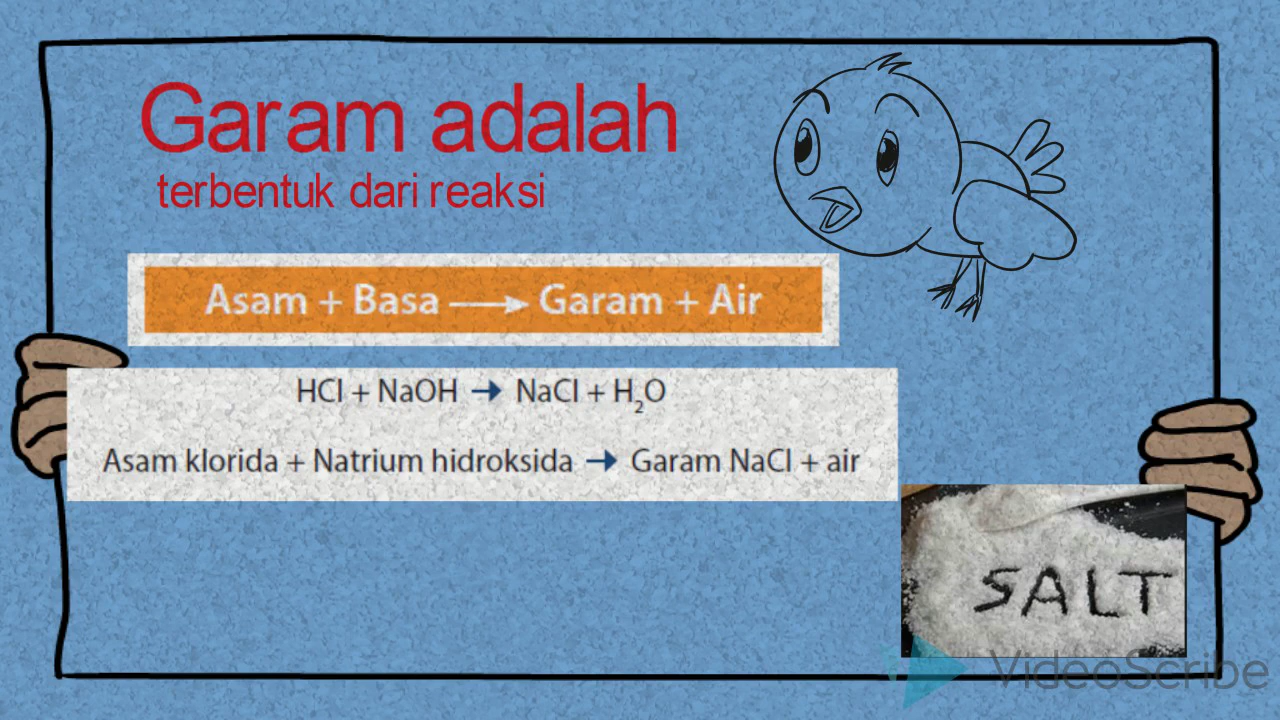 Garam adalah
terbentuk dari reaksi
Asam + Basa → Garam + Air
HCl + NaOH → NaCl + H₂O
Asam klorida + Natrium hidroksida → Garam NaCl + air
SALT
VideoScribe